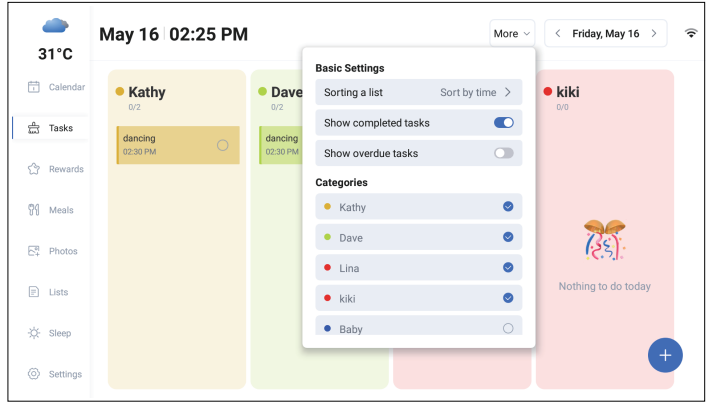 31°C
May 16 02:25 PM
More
Friday, May 16
Calendar
Tasks
Rewards
Meals
Photos
Lists
Sleep
Settings
Kathy
0/2
dancing
02:30 PM
Dave
0/2
dancing
02:30 PM
Basic Settings
Sorting a list Sort by time
Show completed tasks
Show overdue tasks
Categories
Kathy
Dave
Lina
kiki
Baby
kiki
0/0
Nothing to do today